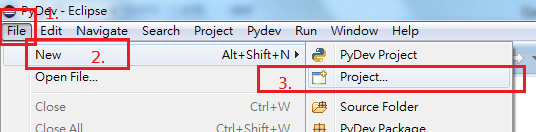 PyDev - Eclipse
1.
File Edit Navigate Search Project Pydev Run Window Help
2.
New Alt+Shift+N PyDev Project
Open File... 3. Project...
Close Ctrl+W Source Folder
Close All Ctrl+Shift+W PyDev Package